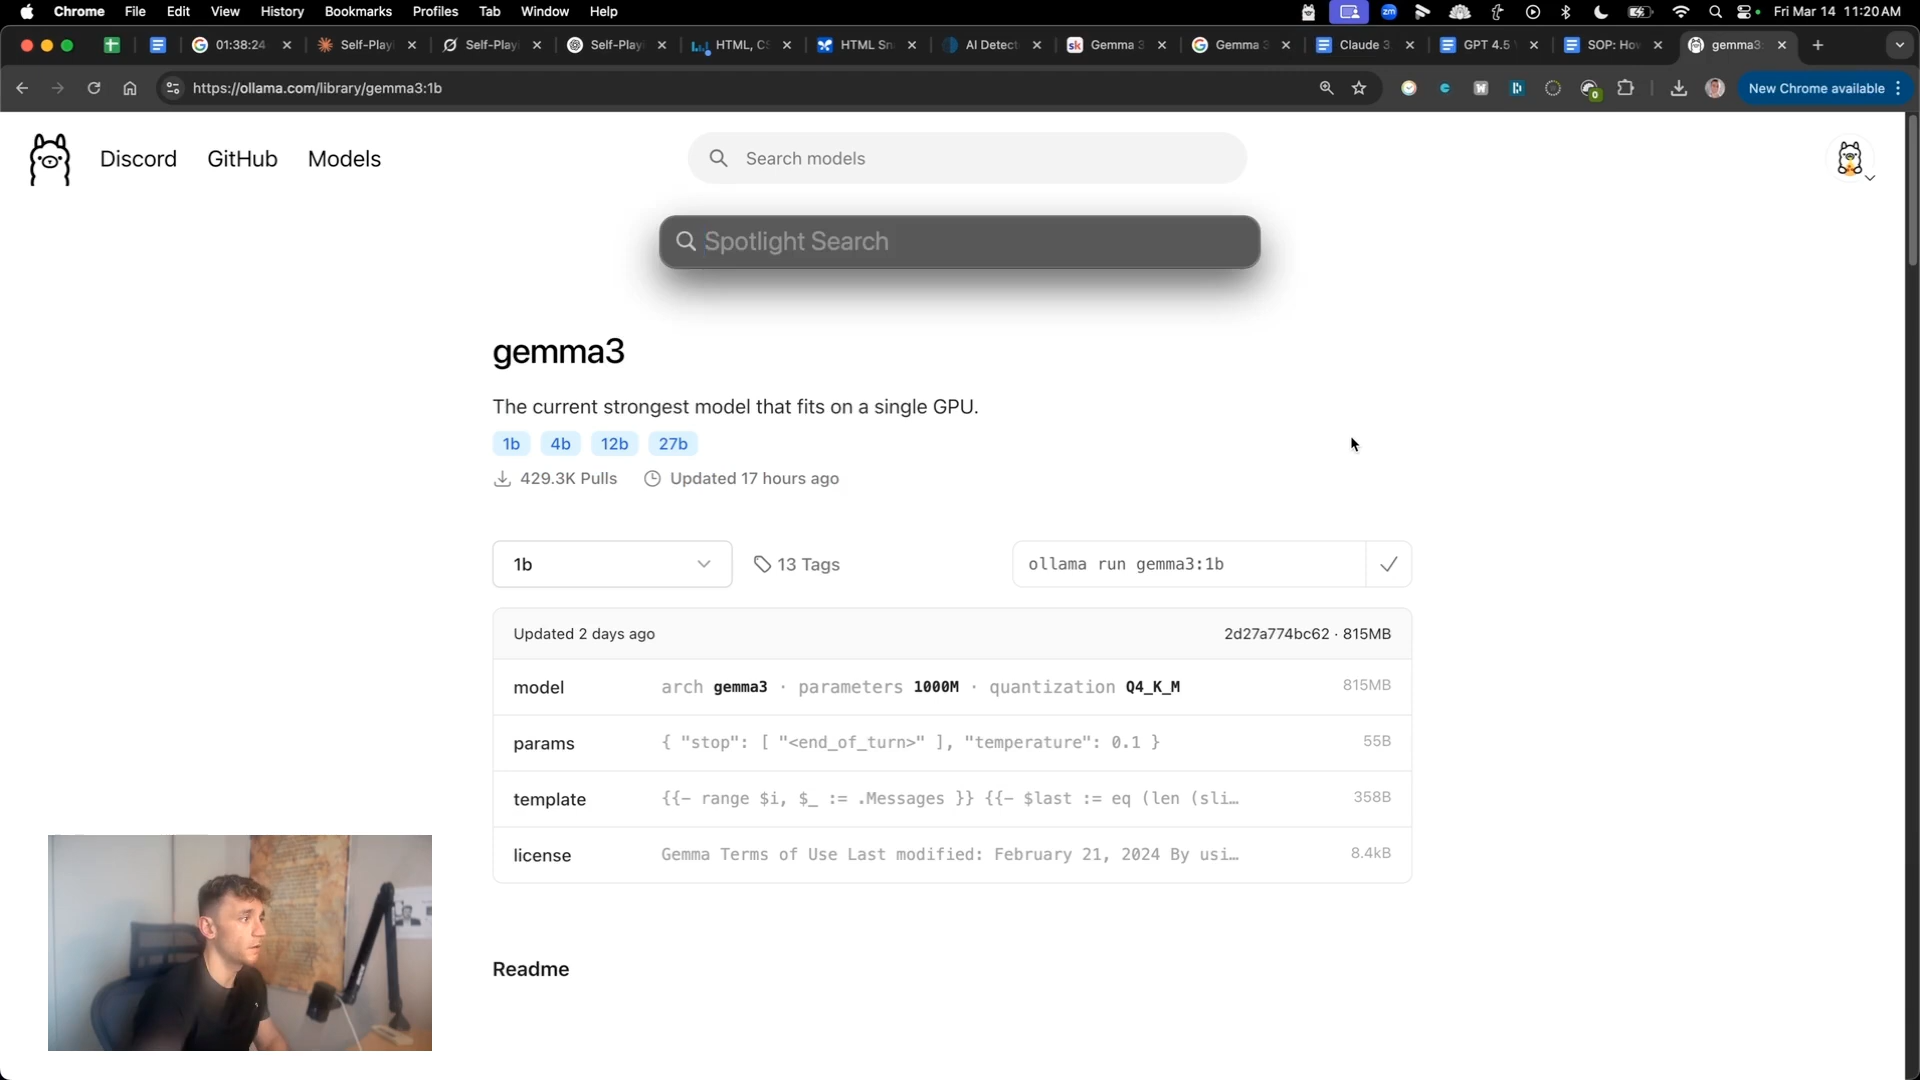 Chrome File Edit View History Bookmarks Profiles Tab Window Help zm Fri Mar 14 11:20 AM
01:38:24 Self-Play Self-Play Self-Play HTML, C HTML Sn AI Detect sk Gemma 3 Gemma 3 Claude 3 GPT 4.5 SOP: Ho gemma3:
https://ollama.com/library/gemma3:1b New Chrome available
Discord GitHub Models Search models
Spotlight Search
gemma3
The current strongest model that fits on a single GPU.
1b 4b 12b 27b
429.3K Pulls Updated 17 hours ago
1b 13 Tags ollama run gemma3:1b
Updated 2 days ago 2d27a774bc62 · 815MB
model arch gemma3 · parameters 1000M · quantization Q4_K_M 815MB
params { "stop": [ "<end_of_turn>" ], "temperature": 0.1 } 55B
template {{- range $i, $_ := .Messages }} {{- $last := eq (len (sli… 358B
license Gemma Terms of Use Last modified: February 21, 2024 By usi… 8.4kB
Readme